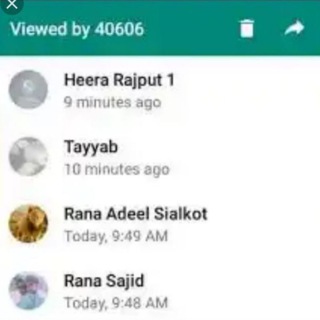 Viewed by 40606
Heera Rajput 1
9 minutes ago
Tayyab
10 minutes ago
Rana Adeel Sialkot
Today, 9:49 AM
Rana Sajid
Today, 9:48 AM